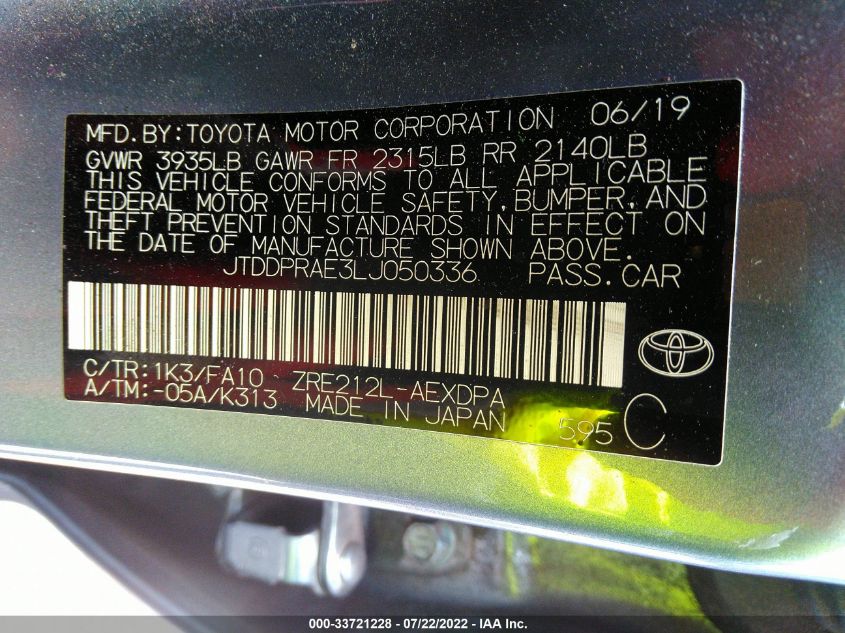 MFD.BY:TOYOTA MOTOR CORPORATION 06/19
GVWR 3935LB GAWR FR 2315LB RR 2140LB
THIS VEHICLE CONFORMS TO ALL APPLICABLE
FEDERAL MOTOR VEHICLE SAFETY,BUMPER,AND
THEFT PREVENTION STANDARDS IN EFFECT ON
THE DATE OF MANUFACTURE SHOWN ABOVE.
JTDDPRAE3LJ050336 PASS.CAR
C/TR:1K3/FA10 ZRE212L-AEXDPA
A/TM:-05A/K313 MADE IN JAPAN 595 C
000-33721228 - 07/22/2022 - IAA Inc.